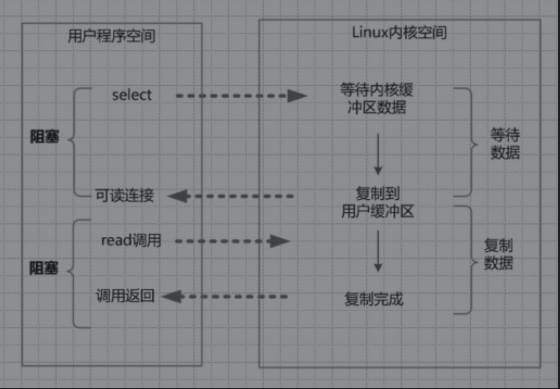 用户程序空间
Linux内核空间
select
等待内核缓
冲区数据
阻塞
等待
数据
可读连接
复制到
用户缓冲区
read调用
复制
数据
阻塞
调用返回
复制完成